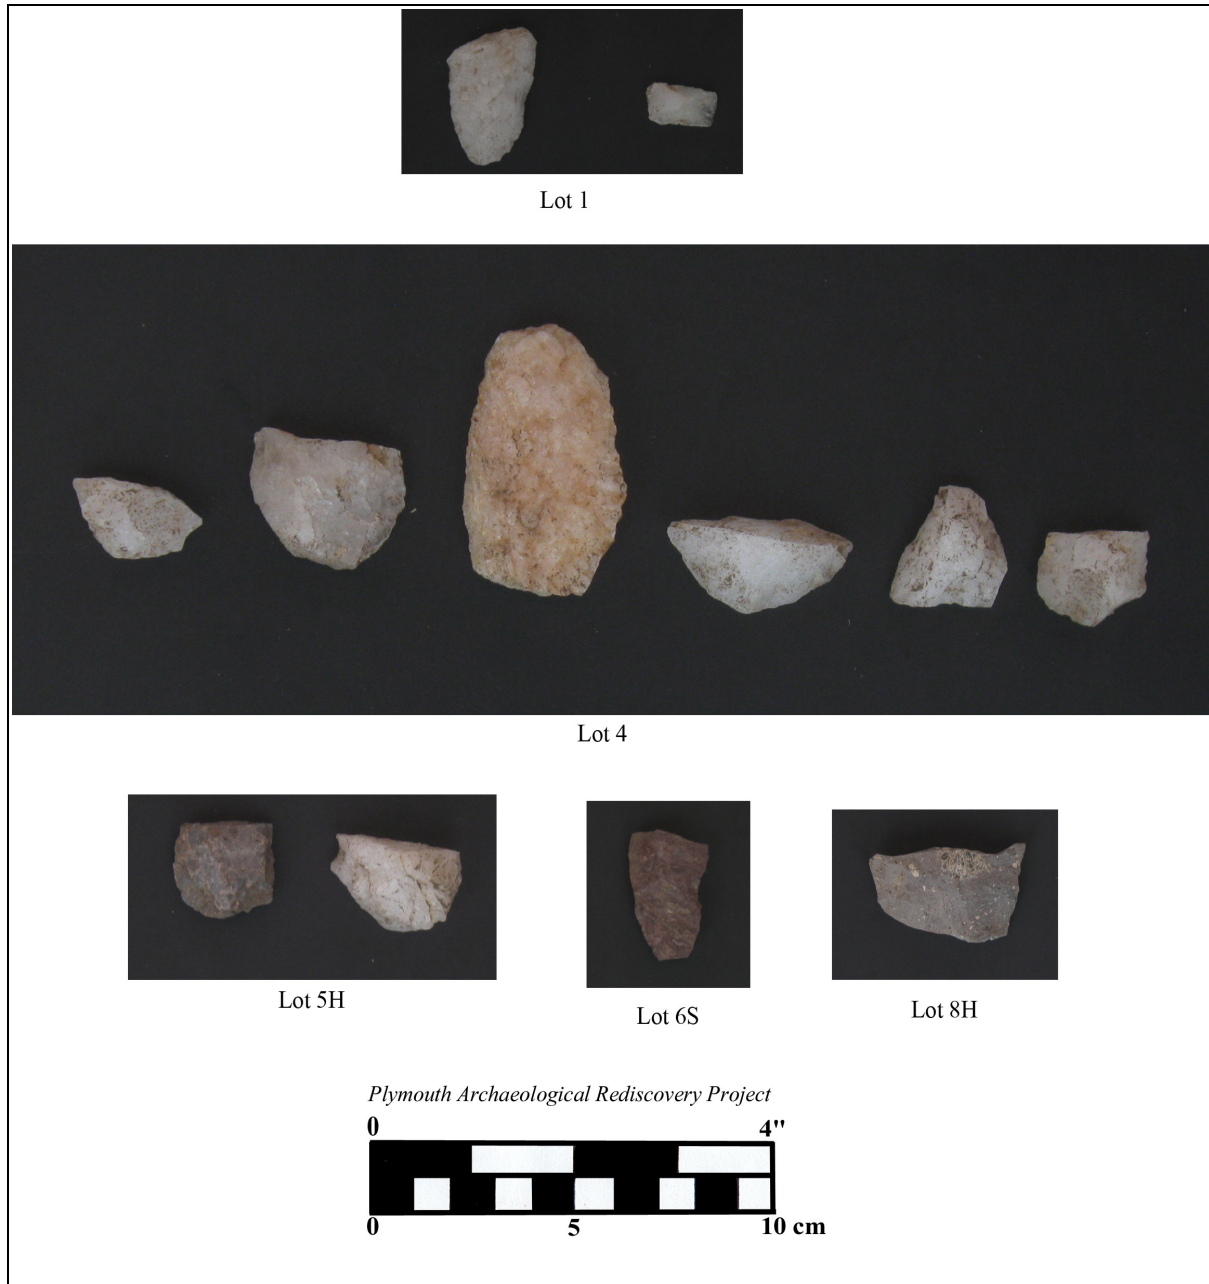 Lot 1
Lot 4
Lot 5H
Lot 6S
Lot 8H
Plymouth Archaeological Rediscovery Project
0 4"
0 5 10 cm